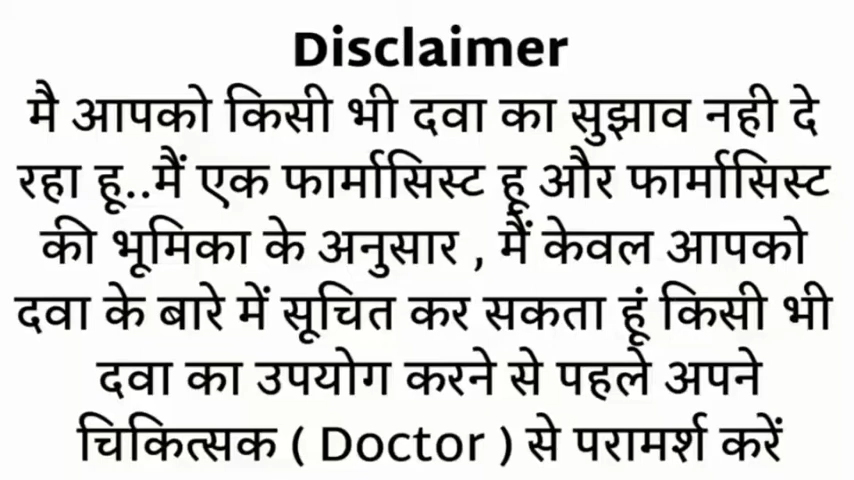 Disclaimer
मै आपको किसी भी दवा का सुझाव नही दे
रहा हू..मैं एक फार्मासिस्ट हू और फार्मासिस्ट
की भूमिका के अनुसार , मैं केवल आपको
दवा के बारे में सूचित कर सकता हूं किसी भी
दवा का उपयोग करने से पहले अपने
चिकित्सक ( Doctor ) से परामर्श करें